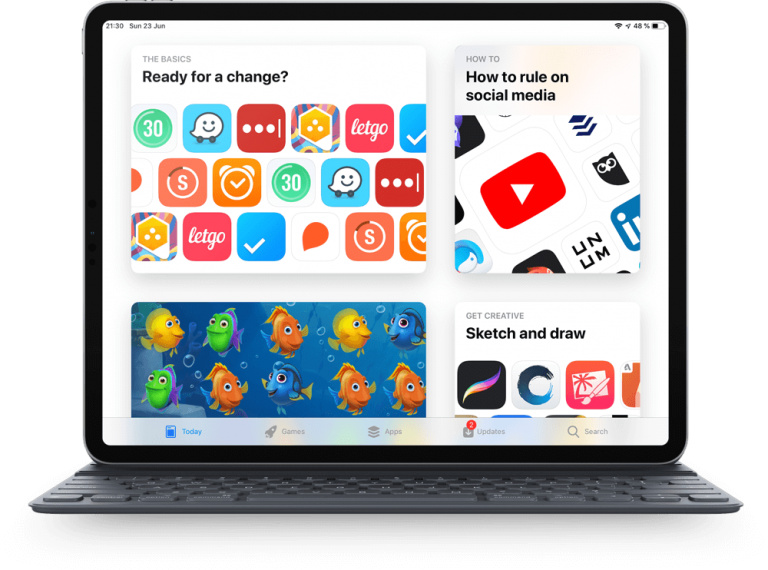 21:30 Sun 23 Jun
48 %
THE BASICS
Ready for a change?
30
letgo
S
30
letgo
S
HOW TO
How to rule on
social media
in
UN
UM
GET CREATIVE
Sketch and draw
Today
Games
Apps
2
Updates
Search